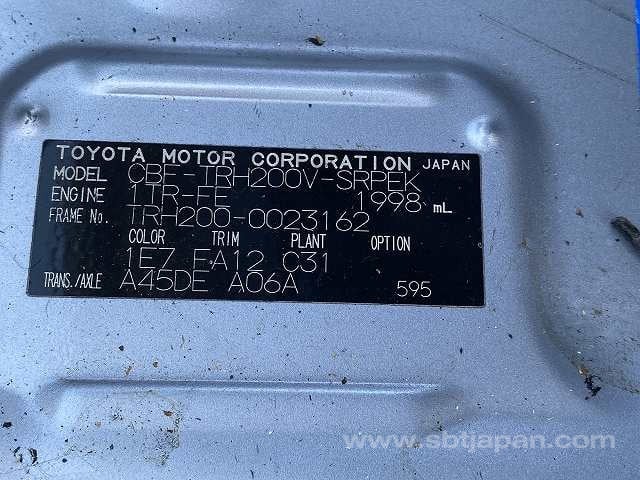 TOYOTA MOTOR CORPORATION JAPAN
MODEL CBF-TRH200V-SRPEK
ENGINE 1TR-FE 1998 mL
FRAME No. TRH200-0023162
COLOR TRIM PLANT OPTION
1E7 FA12 C31
TRANS./AXLE A45DE A06A 595
www.sbtjapan.com